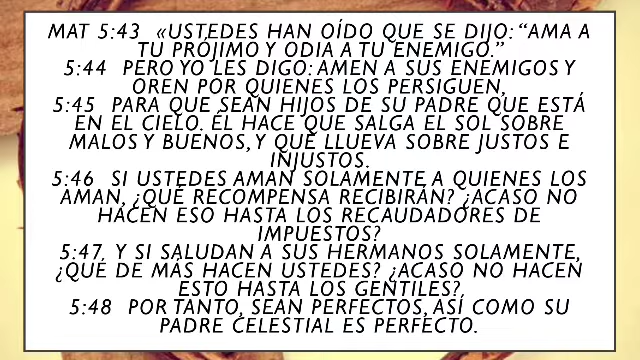 MAT 5:43 «USTEDES HAN OÍDO QUE SE DIJO: “AMA A
TU PRÓJIMO Y ODIA A TU ENEMIGO.”
5:44 PERO YO LES DIGO: AMEN A SUS ENEMIGOS Y
OREN POR QUIENES LOS PERSIGUEN,
5:45 PARA QUE SEAN HIJOS DE SU PADRE QUE ESTÁ
EN EL CIELO. ÉL HACE QUE SALGA EL SOL SOBRE
MALOS Y BUENOS, Y QUE LLUEVA SOBRE JUSTOS E
INJUSTOS.
5:46 SI USTEDES AMAN SOLAMENTE A QUIENES LOS
AMAN, ¿QUÉ RECOMPENSA RECIBIRÁN? ¿ACASO NO
HACEN ESO HASTA LOS RECAUDADORES DE
IMPUESTOS?
5:47 Y SI SALUDAN A SUS HERMANOS SOLAMENTE,
¿QUÉ DE MÁS HACEN USTEDES? ¿ACASO NO HACEN
ESTO HASTA LOS GENTILES?
5:48 POR TANTO, SEAN PERFECTOS, ASÍ COMO SU
PADRE CELESTIAL ES PERFECTO.